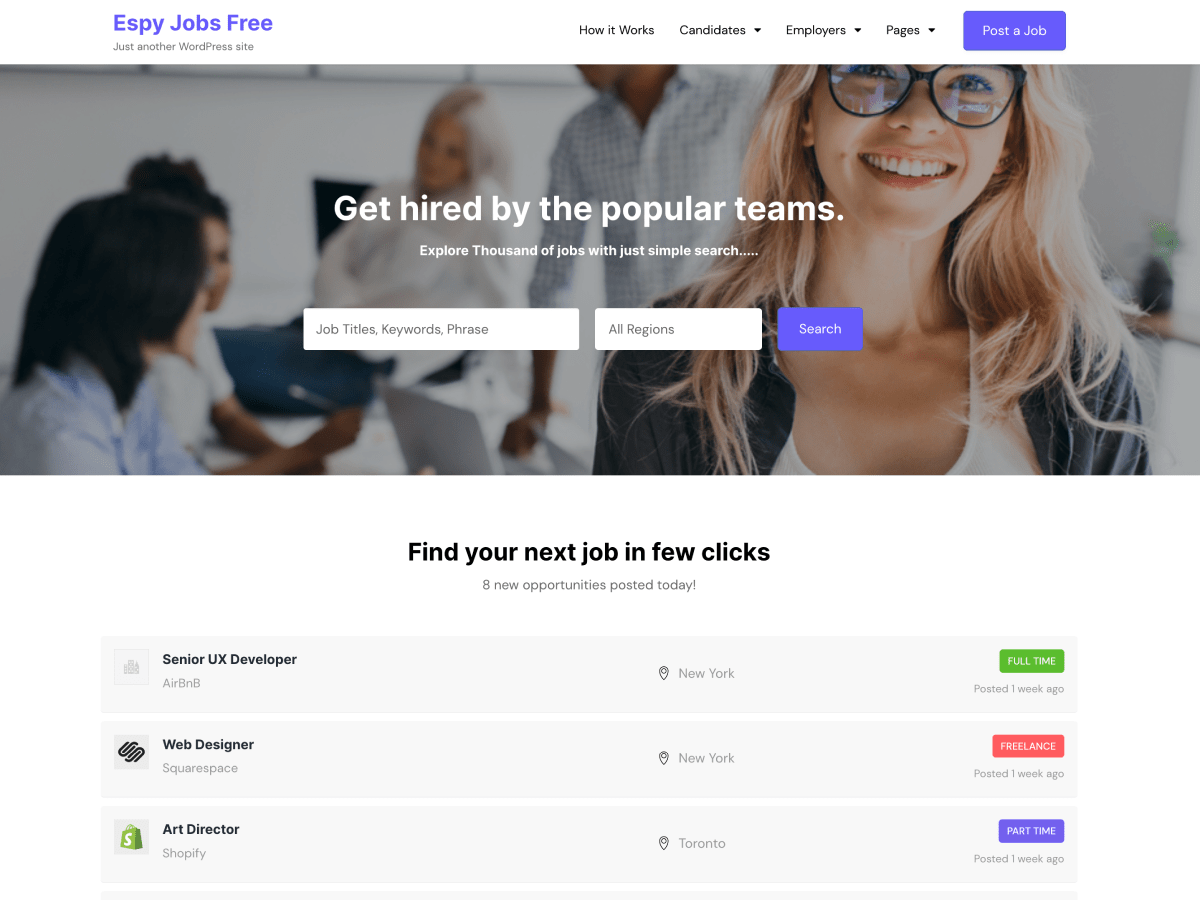 Espy Jobs Free
Just another WordPress site
How it Works
Candidates
Employers
Pages
Post a Job
Get hired by the popular teams.
Explore Thousand of jobs with just simple search.....
Job Titles, Keywords, Phrase
All Regions
Search
Find your next job in few clicks
8 new opportunities posted today!
Senior UX Developer
AirBnB
New York
FULL TIME
Posted 1 week ago
Web Designer
Squarespace
New York
FREELANCE
Posted 1 week ago
Art Director
Shopify
Toronto
PART TIME
Posted 1 week ago